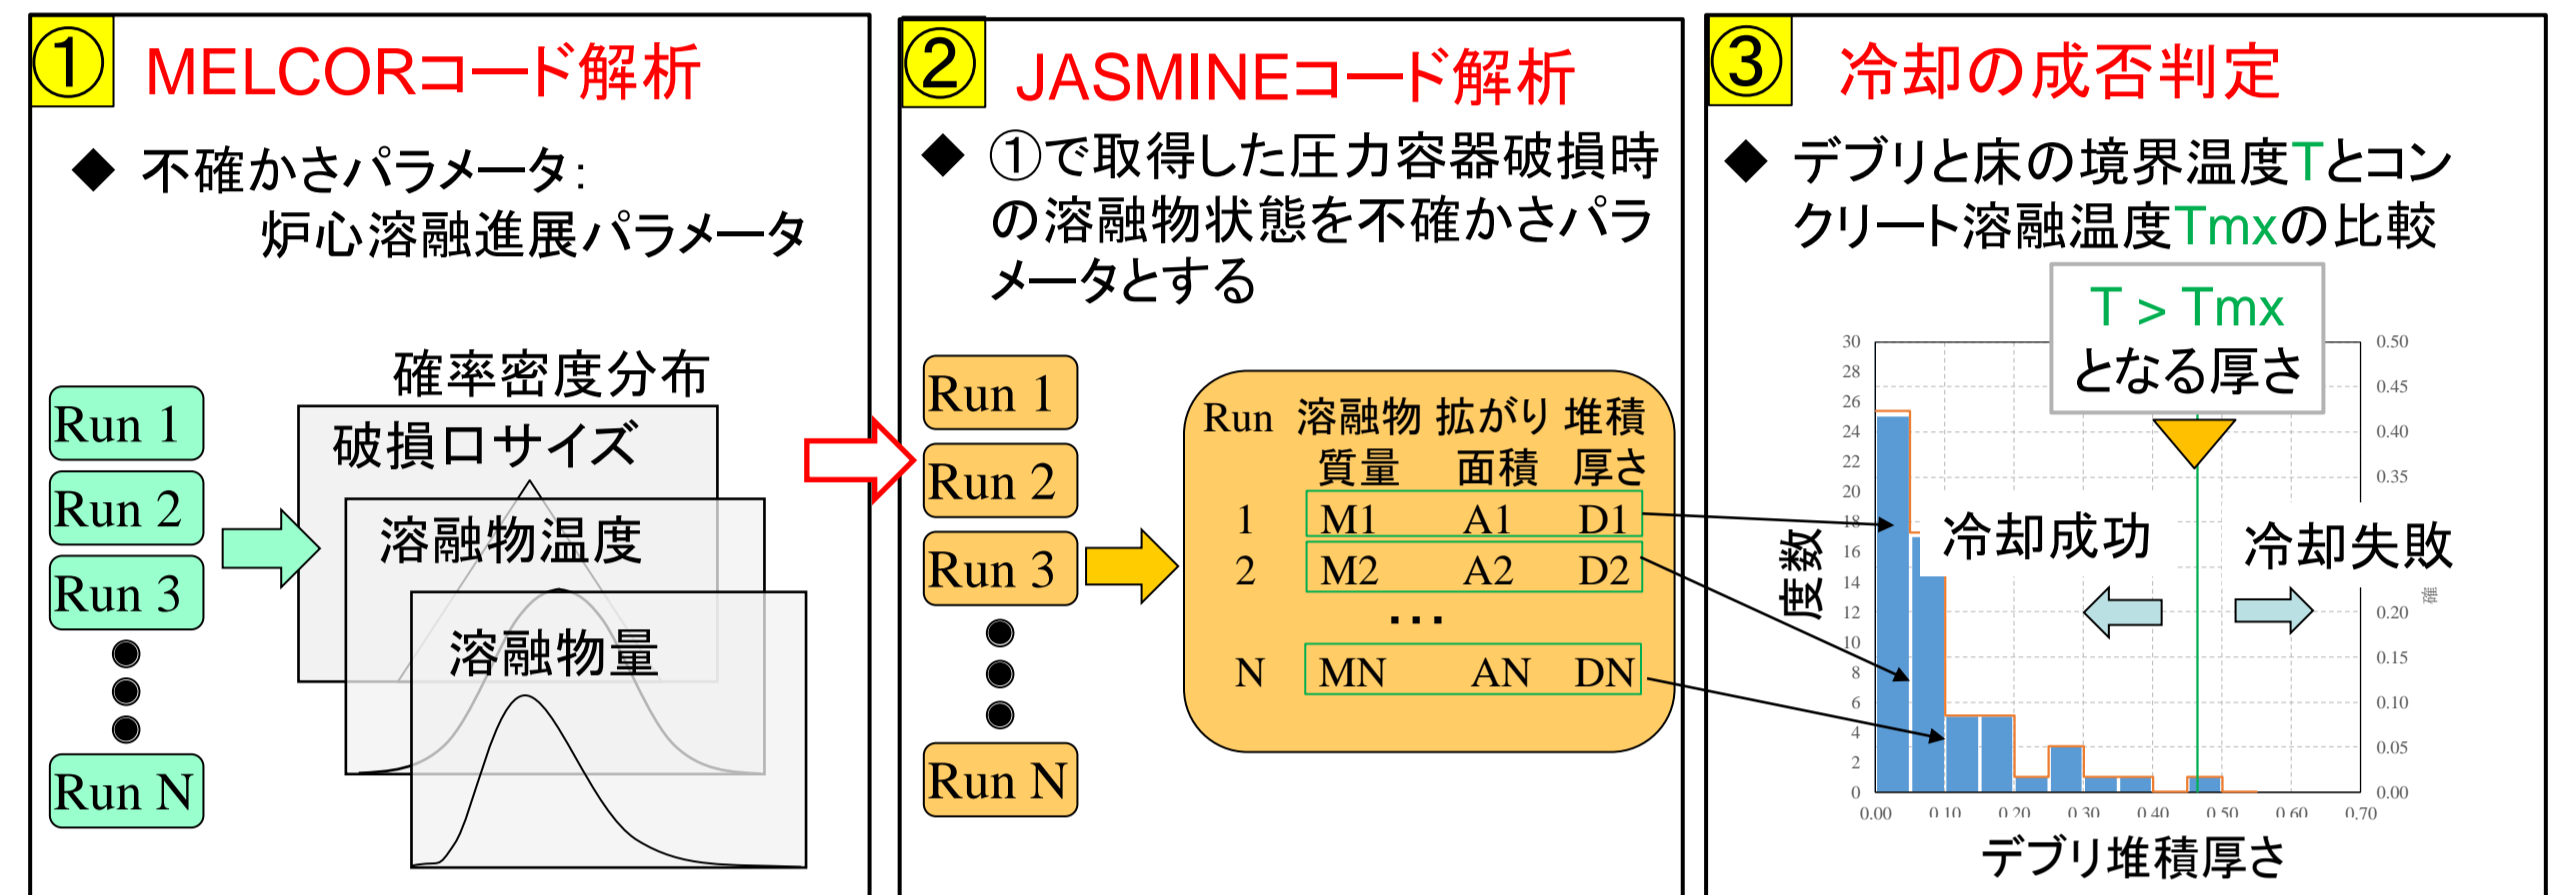 ①
MELCORコード解析
◆ 不確かさパラメータ:
炉心溶融進展パラメータ
確率密度分布
Run 1
Run 2
Run 3
Run N
破損口サイズ
溶融物温度
溶融物量
②
JASMINEコード解析
◆ ①で取得した圧力容器破損時
の溶融物状態を不確かさパラ
メータとする
Run 1
Run 2
Run 3
Run N
Run 溶融物 拡がり 堆積
質量 面積 厚さ
1 M1 A1 D1
2 M2 A2 D2
…
N MN AN DN
③
冷却の成否判定
◆ デブリと床の境界温度Tとコン
クリート溶融温度Tmxの比較
T > Tmx
となる厚さ
冷却成功
冷却失敗
度数
30
28
26
24
22
20
18
16
14
12
10
8
6
4
2
0
0.50
0.45
0.40
0.35
0.20
0.15
0.10
0.05
0.00
確
0.00 0.10 0.20 0.30 0.40 0.50 0.60 0.70
デブリ堆積厚さ